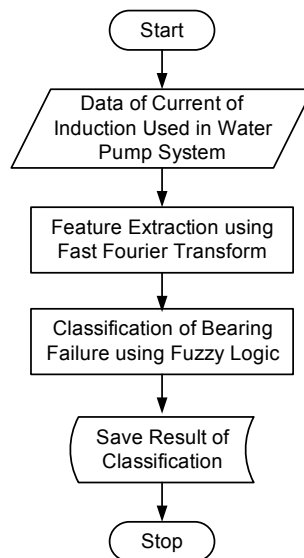 Start
Data of Current of
Induction Used in Water
Pump System
Feature Extraction using
Fast Fourier Transform
Classification of Bearing
Failure using Fuzzy Logic
Save Result of
Classification
Stop